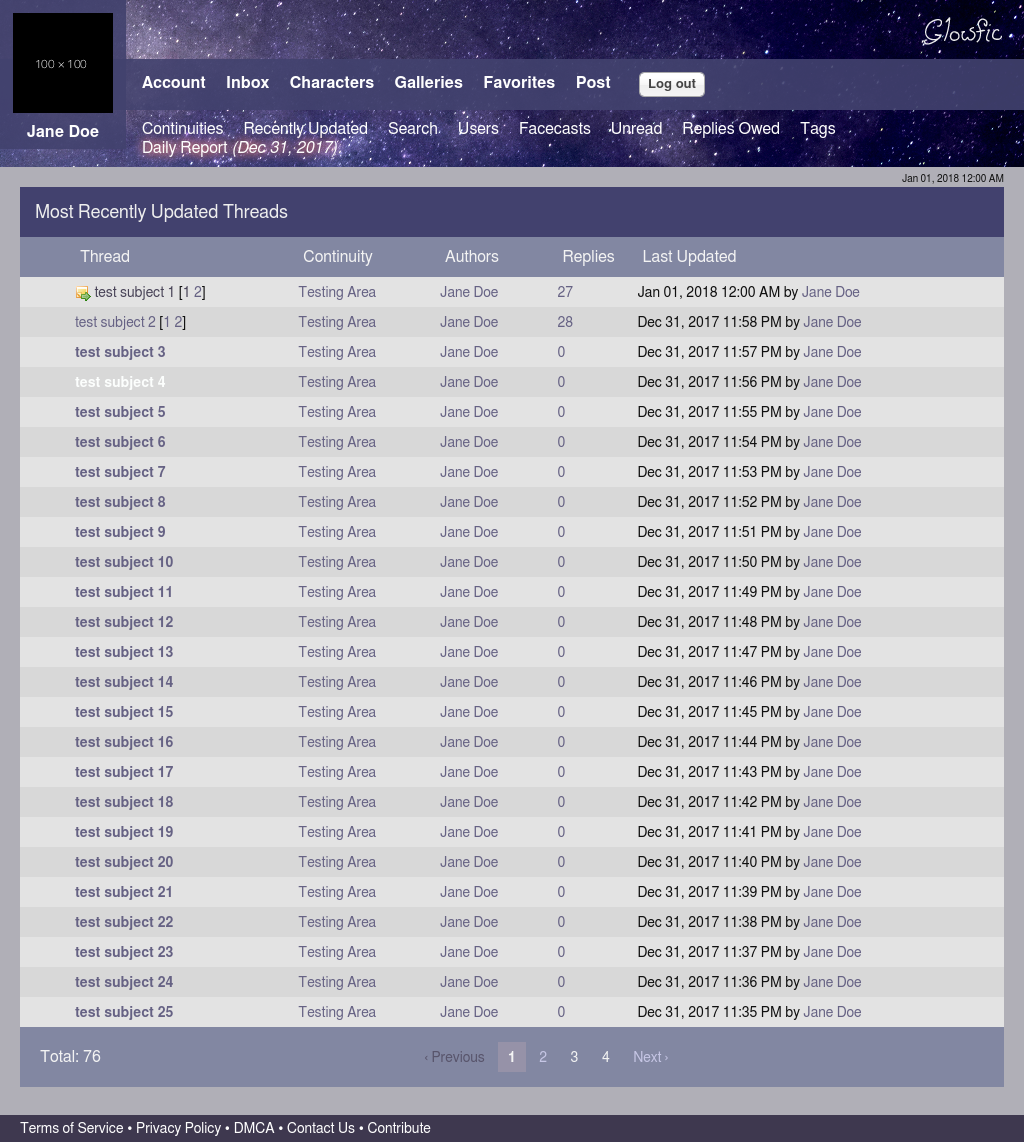 100 × 100
Glowfic
Account Inbox Characters Galleries Favorites Post Log out
Jane Doe
Continuities Recently Updated Search Users Facecasts Unread Replies Owed Tags
Daily Report (Dec 31, 2017)
Jan 01, 2018 12:00 AM
Most Recently Updated Threads
Thread Continuity Authors Replies Last Updated
test subject 1 [1 2] Testing Area Jane Doe 27 Jan 01, 2018 12:00 AM by Jane Doe
test subject 2 [1 2] Testing Area Jane Doe 28 Dec 31, 2017 11:58 PM by Jane Doe
test subject 3 Testing Area Jane Doe 0 Dec 31, 2017 11:57 PM by Jane Doe
test subject 4 Testing Area Jane Doe 0 Dec 31, 2017 11:56 PM by Jane Doe
test subject 5 Testing Area Jane Doe 0 Dec 31, 2017 11:55 PM by Jane Doe
test subject 6 Testing Area Jane Doe 0 Dec 31, 2017 11:54 PM by Jane Doe
test subject 7 Testing Area Jane Doe 0 Dec 31, 2017 11:53 PM by Jane Doe
test subject 8 Testing Area Jane Doe 0 Dec 31, 2017 11:52 PM by Jane Doe
test subject 9 Testing Area Jane Doe 0 Dec 31, 2017 11:51 PM by Jane Doe
test subject 10 Testing Area Jane Doe 0 Dec 31, 2017 11:50 PM by Jane Doe
test subject 11 Testing Area Jane Doe 0 Dec 31, 2017 11:49 PM by Jane Doe
test subject 12 Testing Area Jane Doe 0 Dec 31, 2017 11:48 PM by Jane Doe
test subject 13 Testing Area Jane Doe 0 Dec 31, 2017 11:47 PM by Jane Doe
test subject 14 Testing Area Jane Doe 0 Dec 31, 2017 11:46 PM by Jane Doe
test subject 15 Testing Area Jane Doe 0 Dec 31, 2017 11:45 PM by Jane Doe
test subject 16 Testing Area Jane Doe 0 Dec 31, 2017 11:44 PM by Jane Doe
test subject 17 Testing Area Jane Doe 0 Dec 31, 2017 11:43 PM by Jane Doe
test subject 18 Testing Area Jane Doe 0 Dec 31, 2017 11:42 PM by Jane Doe
test subject 19 Testing Area Jane Doe 0 Dec 31, 2017 11:41 PM by Jane Doe
test subject 20 Testing Area Jane Doe 0 Dec 31, 2017 11:40 PM by Jane Doe
test subject 21 Testing Area Jane Doe 0 Dec 31, 2017 11:39 PM by Jane Doe
test subject 22 Testing Area Jane Doe 0 Dec 31, 2017 11:38 PM by Jane Doe
test subject 23 Testing Area Jane Doe 0 Dec 31, 2017 11:37 PM by Jane Doe
test subject 24 Testing Area Jane Doe 0 Dec 31, 2017 11:36 PM by Jane Doe
test subject 25 Testing Area Jane Doe 0 Dec 31, 2017 11:35 PM by Jane Doe
Total: 76 ‹ Previous 1 2 3 4 Next ›
Terms of Service • Privacy Policy • DMCA • Contact Us • Contribute